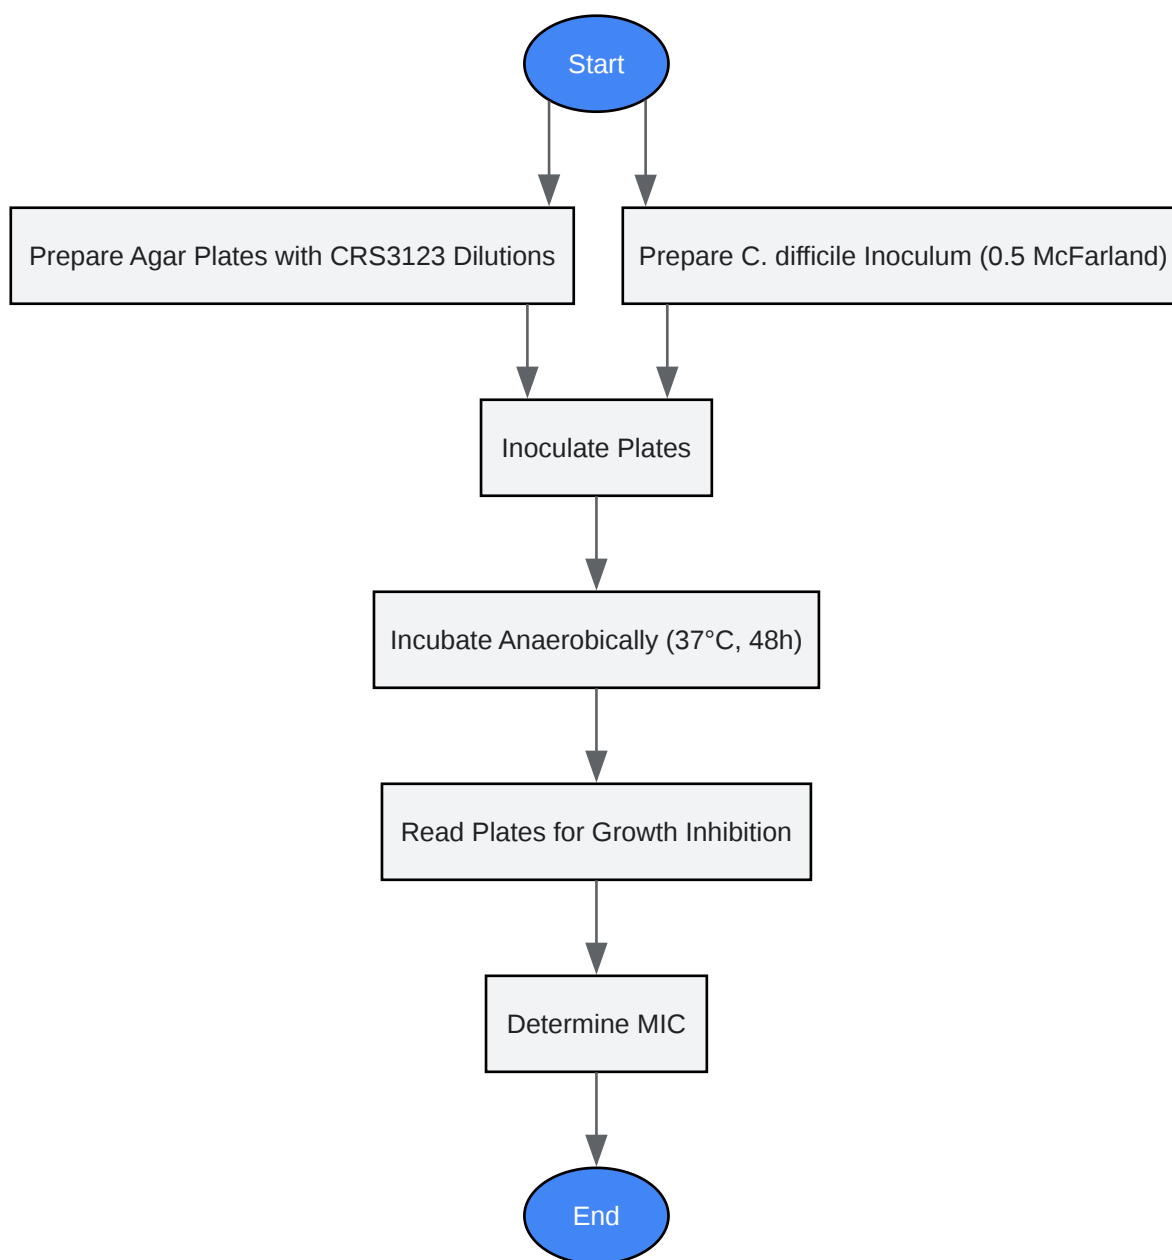 Start
Prepare Agar Plates with CRS3123 Dilutions
Prepare C. difficile Inoculum (0.5 McFarland)
Inoculate Plates
Incubate Anaerobically (37°C, 48h)
Read Plates for Growth Inhibition
Determine MIC
End